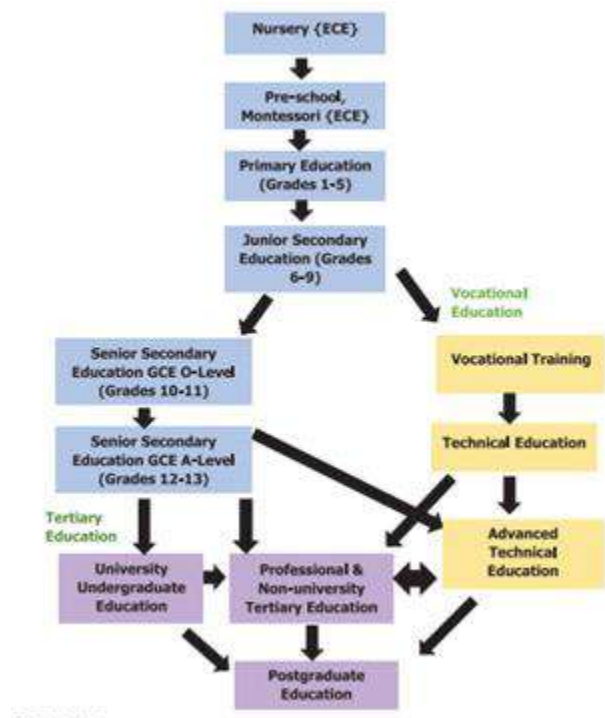 Nursery {ECE}
Pre-school,
Montessori {ECE}
Primary Education
(Grades 1-5)
Junior Secondary
Education (Grades
6-9)
Vocational
Education
Senior Secondary
Education GCE O-Level
(Grades 10-11)
Vocational Training
Senior Secondary
Education GCE A-Level
(Grades 12-13)
Technical Education
Tertiary
Education
Advanced
Technical
Education
University
Undergraduate
Education
Professional &
Non-university
Tertiary Education
Postgraduate
Education